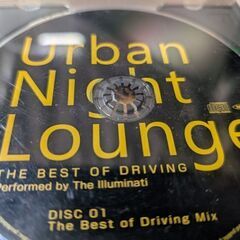 Urban
Night
Lounge
THE BEST OF DRIVING
Performed by The Illuminati
DISC 01
The Best of Driving Mix